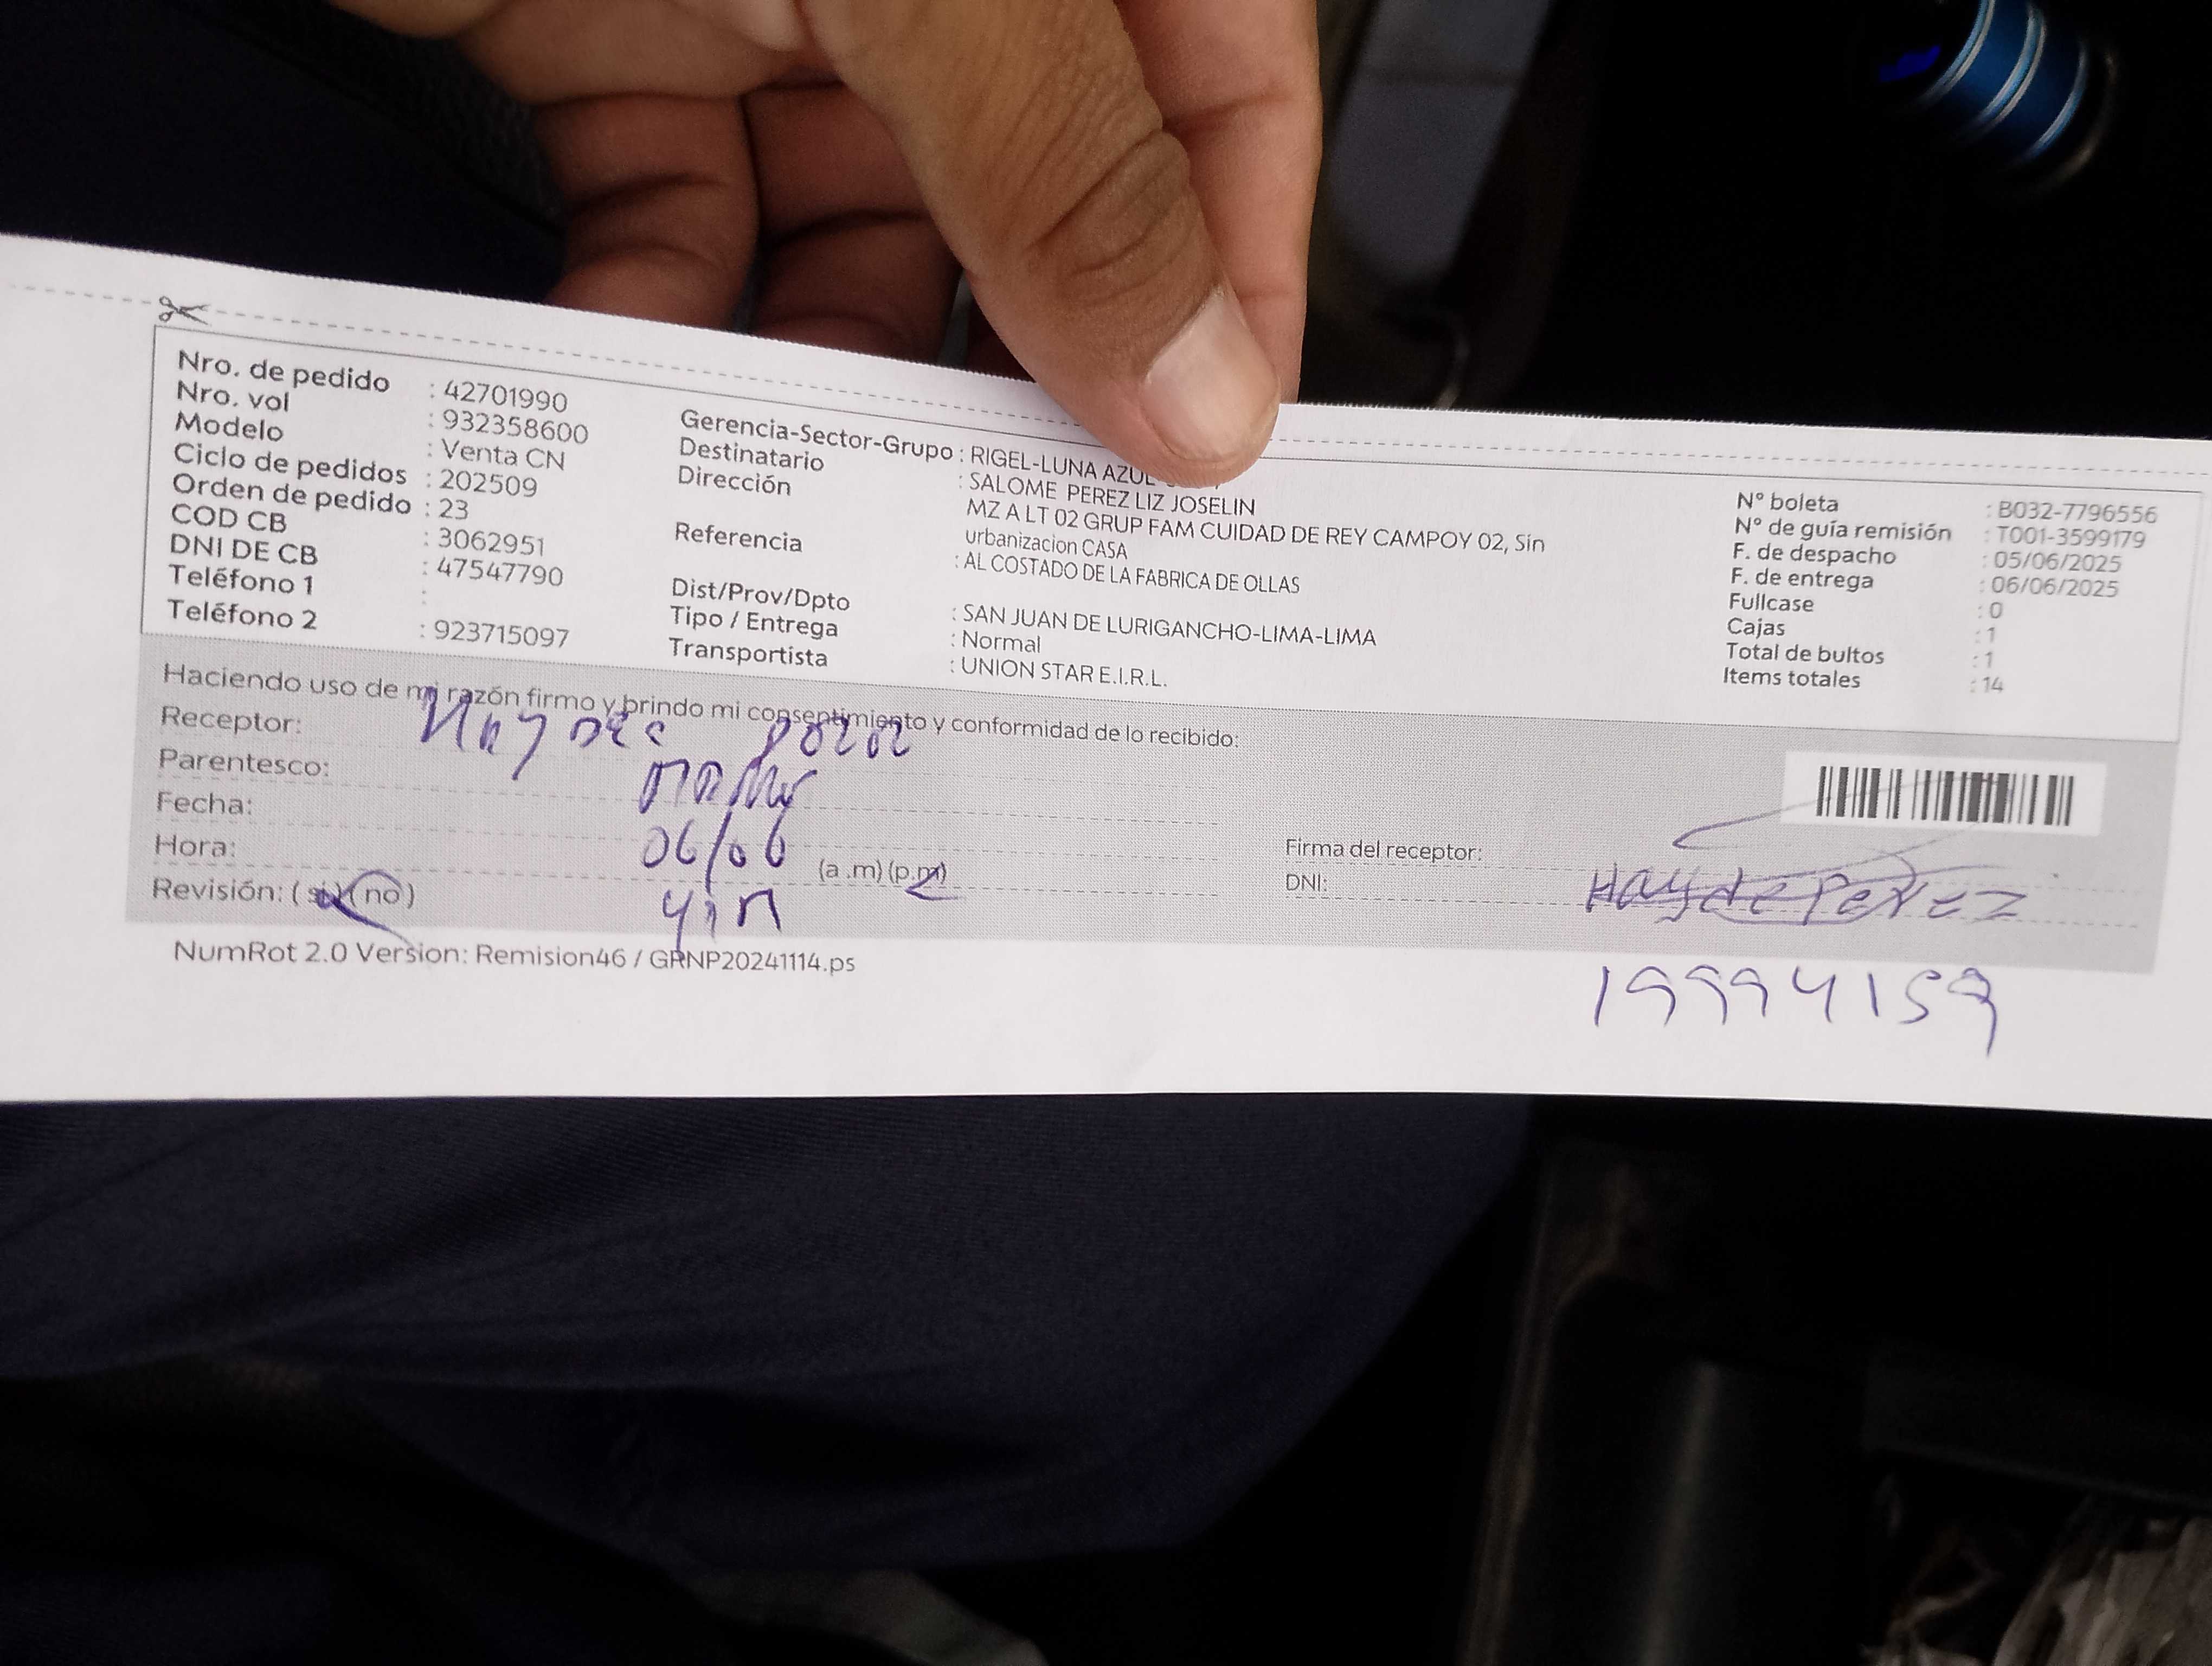 Nro. de pedido : 42701990
Nro. vol : 932358600
Modelo : Venta CN
Ciclo de pedidos : 202509
Orden de pedido : 23
COD CB : 3062951
DNI DE CB : 47547790
Teléfono 1 :
Teléfono 2 : 923715097
Gerencia-Sector-Grupo : RIGEL-LUNA AZUL
Destinatario : SALOME PEREZ LIZ JOSELIN
Dirección MZ A LT 02 GRUP FAM CUIDAD DE REY CAMPOY 02, Sin
urbanizacion CASA
Referencia : AL COSTADO DE LA FABRICA DE OLLAS
Dist/Prov/Dpto : SAN JUAN DE LURIGANCHO-LIMA-LIMA
Tipo / Entrega : Normal
Transportista : UNION STAR E.I.R.L.
N° boleta : B032-7796556
N° de guía remisión : T001-3599179
F. de despacho : 05/06/2025
F. de entrega : 06/06/2025
Fullcase : 0
Cajas : 1
Total de bultos : 1
Items totales : 14
Haciendo uso de mi razón firmo y brindo mi consentimiento y conformidad de lo recibido:
Receptor:
Parentesco:
Fecha: 06/06
Hora: (a .m) (p.m)
Revisión: ( si ) ( no )
Firma del receptor: Hayde Perez
DNI: 19994159
NumRot 2.0 Version: Remision46 / GRNP20241114.ps